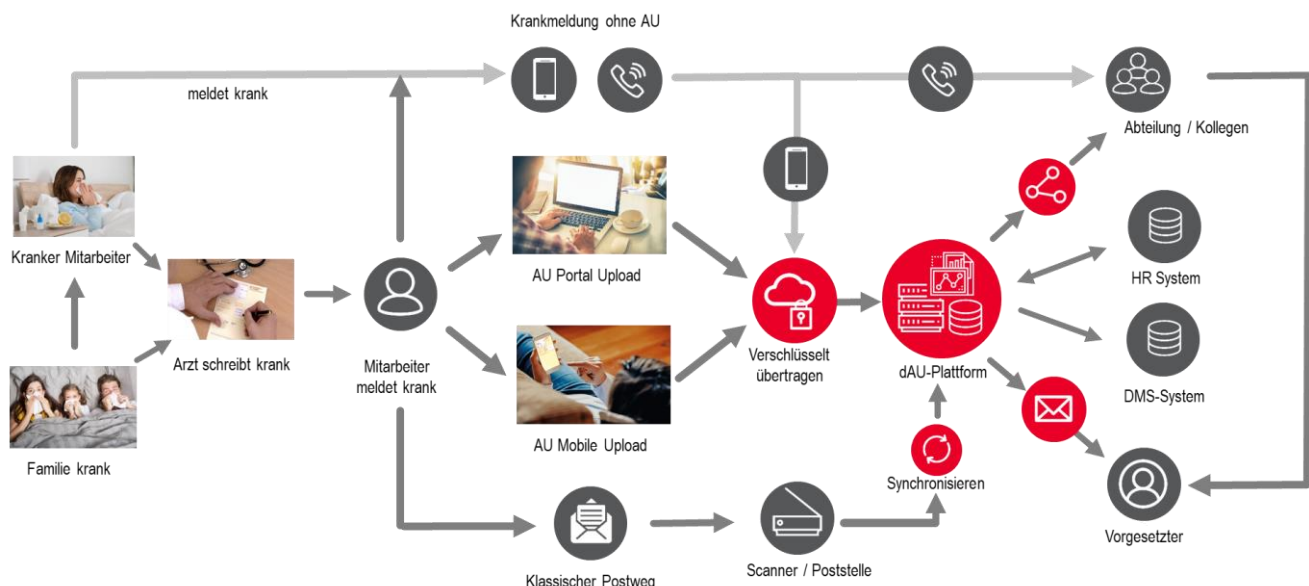 Krankmeldung ohne AU
meldet krank
Abteilung / Kollegen
Kranker Mitarbeiter
AU Portal Upload
HR System
Arzt schreibt krank
Mitarbeiter
meldet krank
Verschlüsselt
übertragen
dAU-Plattform
DMS-System
AU Mobile Upload
Familie krank
Synchronisieren
Vorgesetzter
Klassischer Postweg
Scanner / Poststelle